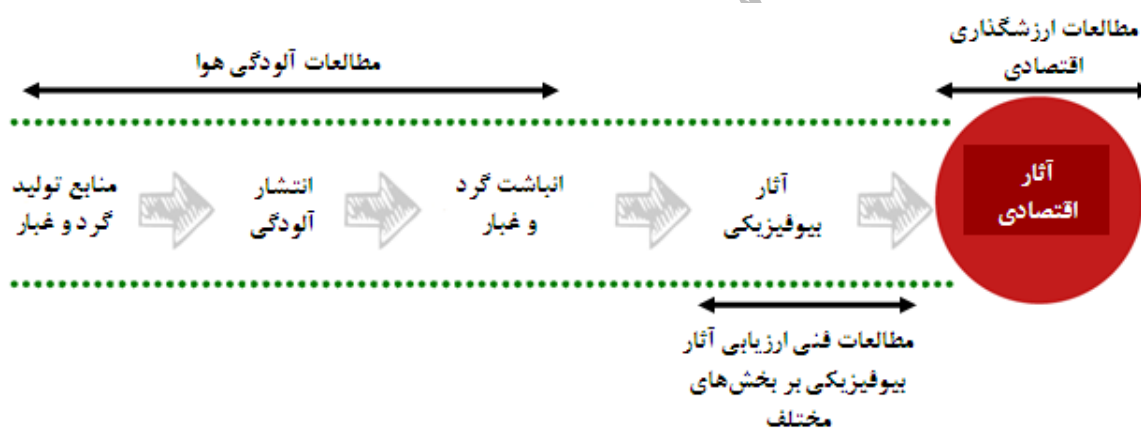 مطالعات ارزشگذاری
اقتصادی
مطالعات آلودگی هوا
منابع تولید
گرد و غبار
انتشار
آلودگی
انباشت گرد
و غبار
آثار
بیوفیزیکی
آثار
اقتصادی
مطالعات فنی ارزیابی آثار
بیوفیزیکی بر بخش‌های
مختلف